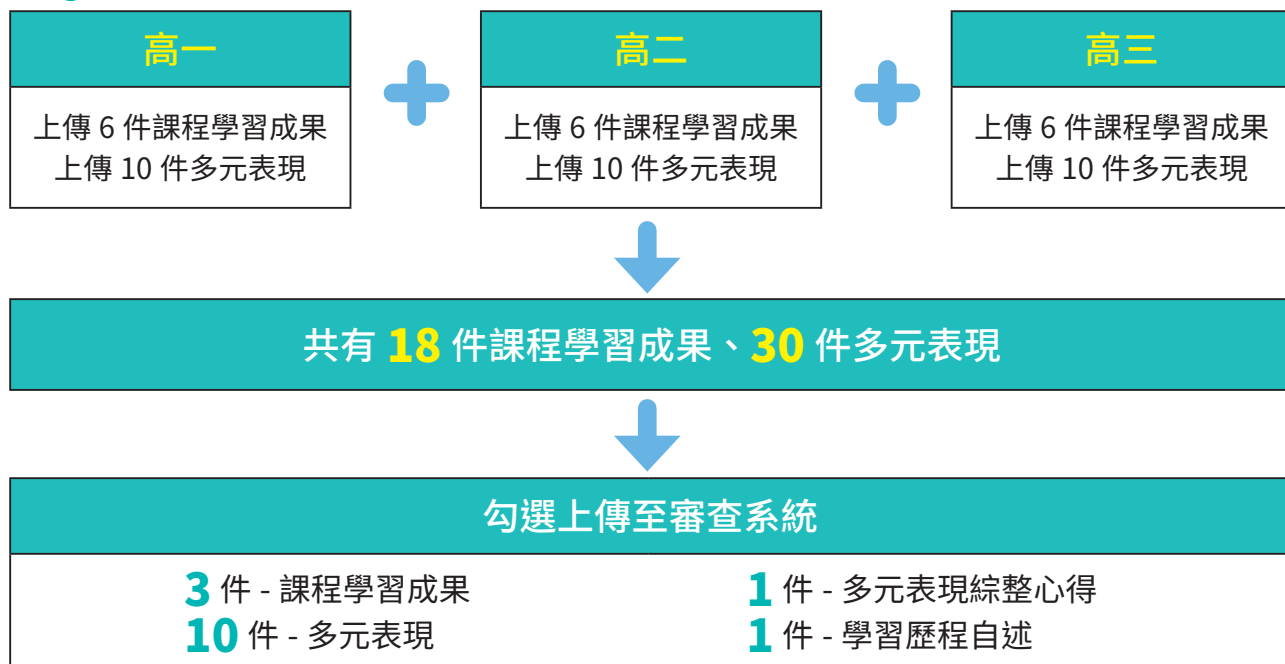 高一
上傳 6 件課程學習成果
上傳 10 件多元表現
高二
上傳 6 件課程學習成果
上傳 10 件多元表現
高三
上傳 6 件課程學習成果
上傳 10 件多元表現
共有 18 件課程學習成果、30 件多元表現
勾選上傳至審查系統
3 件 - 課程學習成果
10 件 - 多元表現
1 件 - 多元表現綜整心得
1 件 - 學習歷程自述